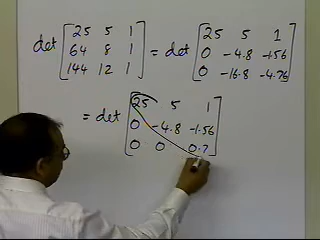 det [25 5 1 = det [25 5 1
64 8 1 0 -4.8 -1.56
144 12 1] 0 -16.8 -4.76]
= det [25 5 1
0 -4.8 -1.56
0 0 0.7]